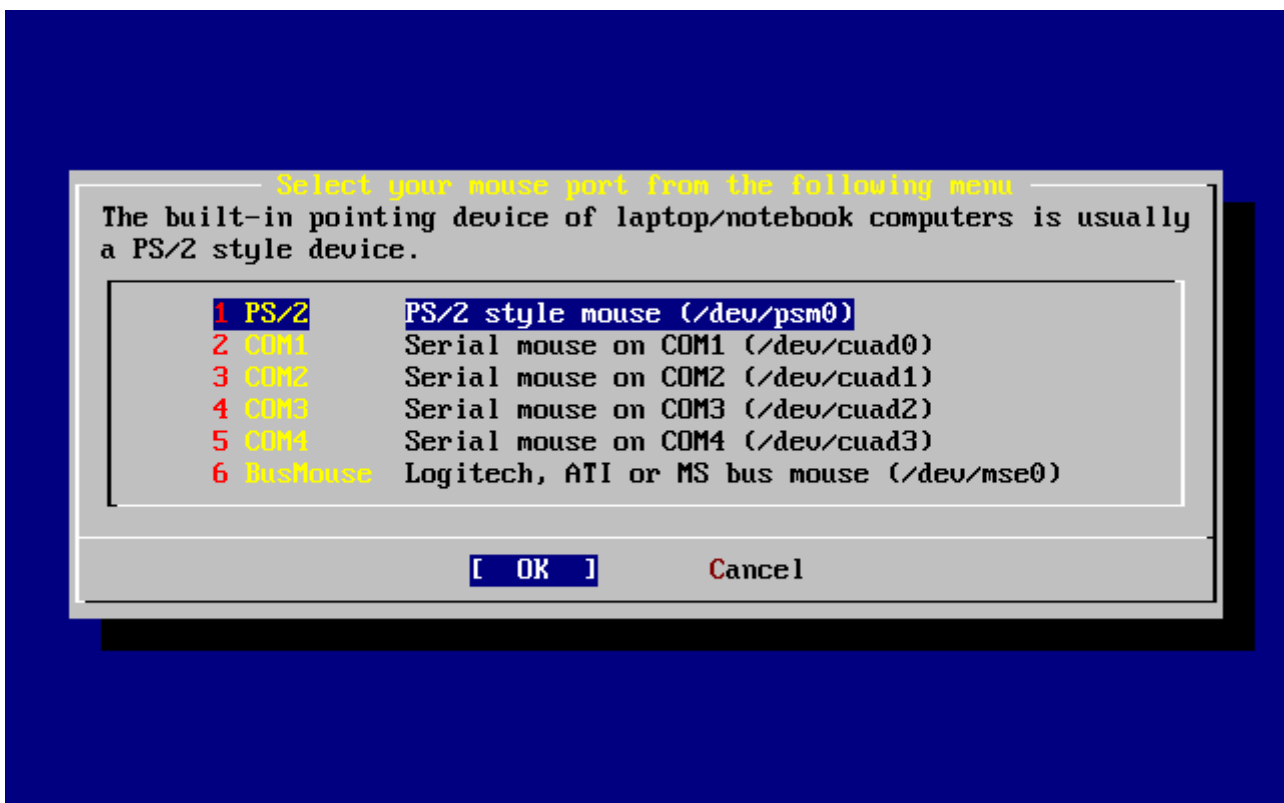 Select your mouse port from the following menu
The built-in pointing device of laptop/notebook computers is usually
a PS/2 style device.
1 PS/2 PS/2 style mouse (/dev/psm0)
2 COM1 Serial mouse on COM1 (/dev/cuad0)
3 COM2 Serial mouse on COM2 (/dev/cuad1)
4 COM3 Serial mouse on COM3 (/dev/cuad2)
5 COM4 Serial mouse on COM4 (/dev/cuad3)
6 BusMouse Logitech, ATI or MS bus mouse (/dev/mse0)
[ OK ] Cancel